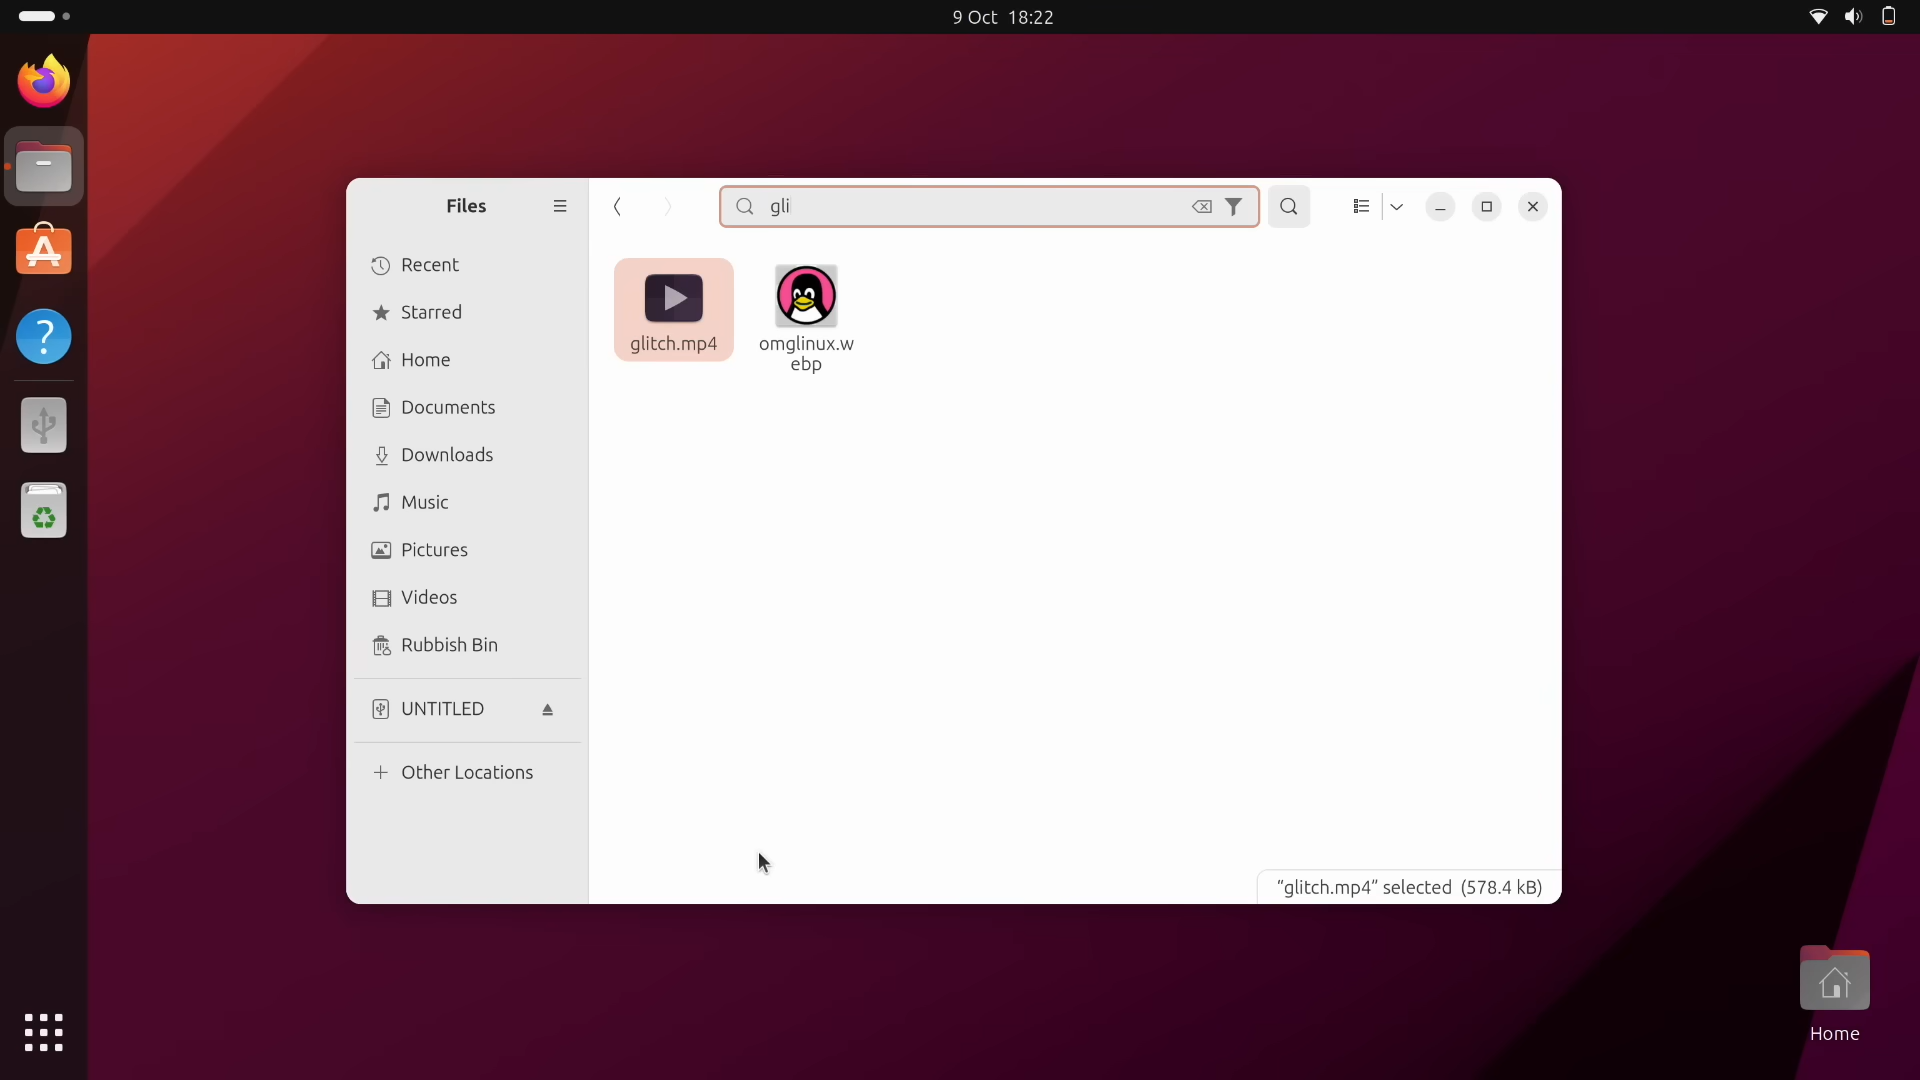 9 Oct 18:22
Files
gli
Recent
Starred
Home
Documents
Downloads
Music
Pictures
Videos
Rubbish Bin
UNTITLED
Other Locations
glitch.mp4
omglinux.w
ebp
“glitch.mp4” selected (578.4 kB)
Home